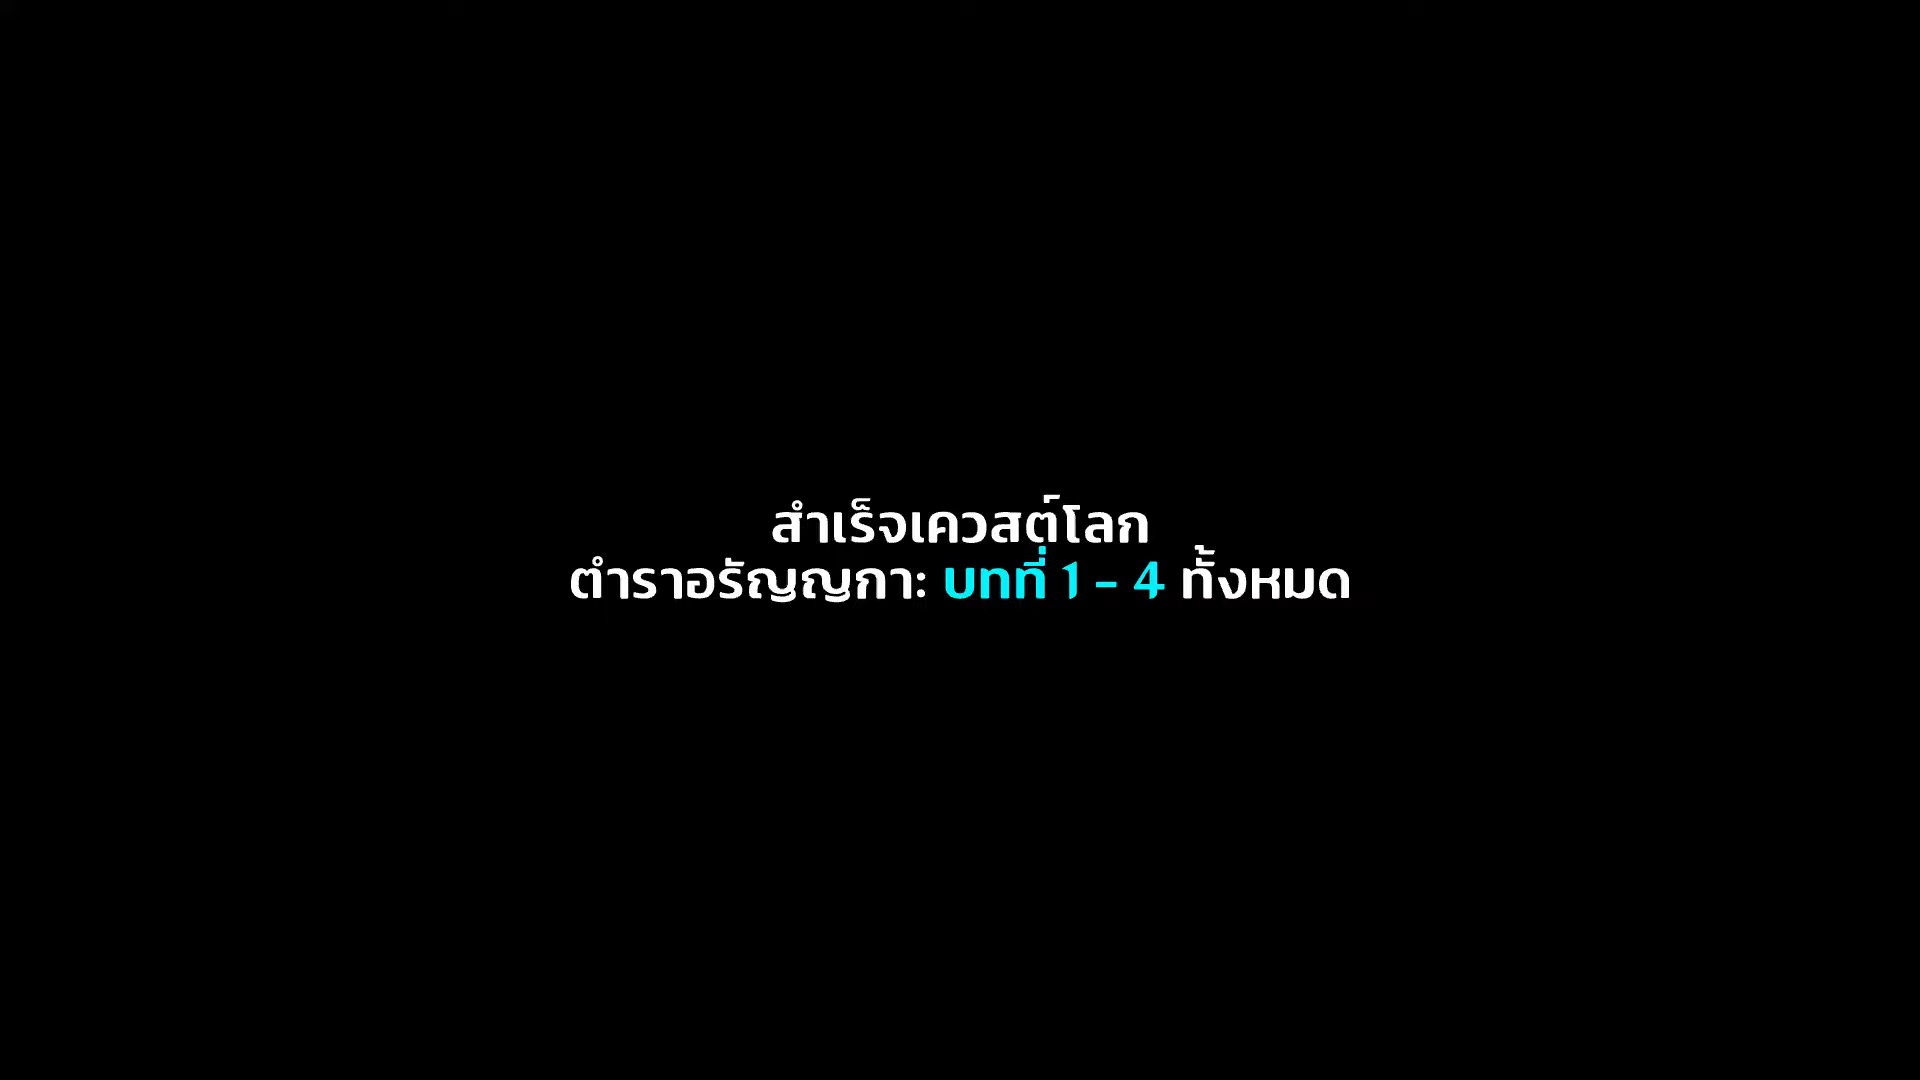 สำเร็จเควสต์โลก
ตำราอรัญญกา: บทที่ 1 - 4 ทั้งหมด